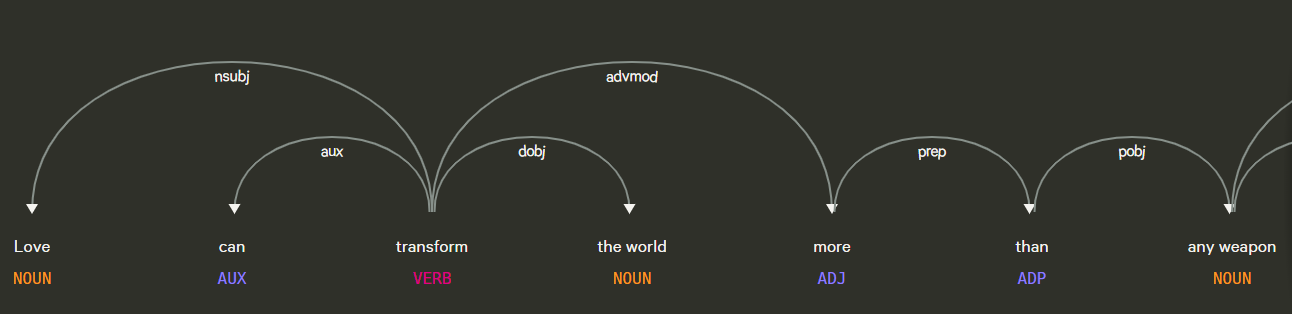 nsubj advmod
aux dobj prep pobj
Love can transform the world more than any weapon
NOUN AUX VERB NOUN ADJ ADP NOUN